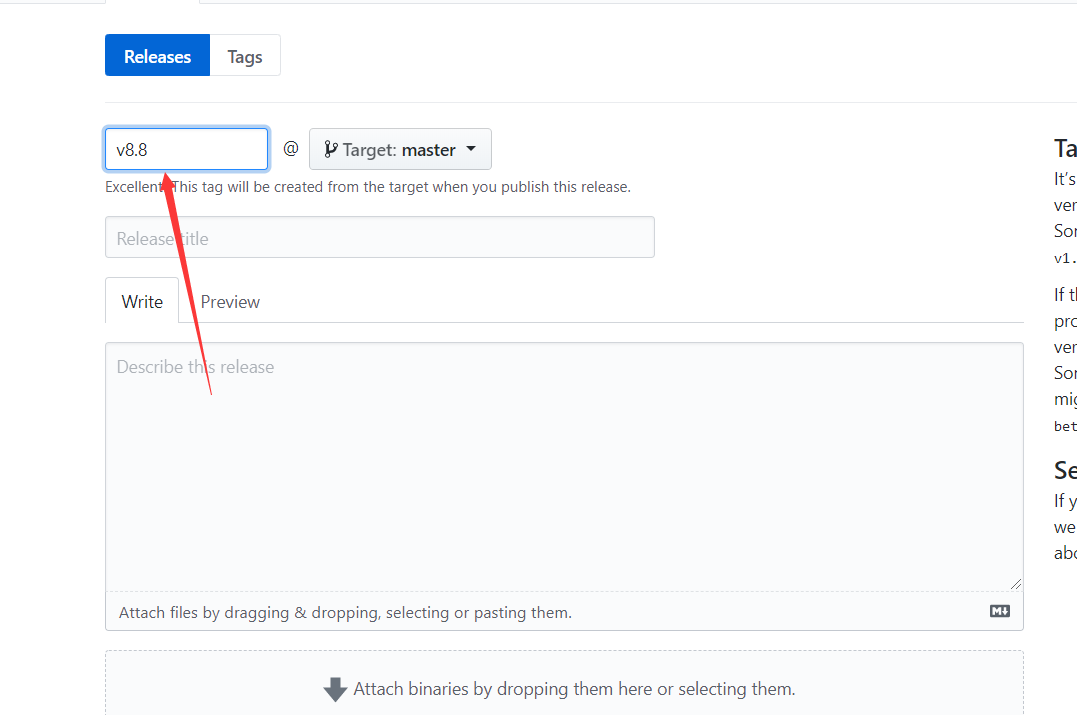 Releases Tags
v8.8 @ Target: master
Excellent! This tag will be created from the target when you publish this release.
Release title
Write Preview
Describe this release
Attach files by dragging & dropping, selecting or pasting them.
Attach binaries by dropping them here or selecting them.
Ta
It's
ver
Sor
v1.
If t
pro
ver
Sor
mig
bet
Se
If y
we
abo